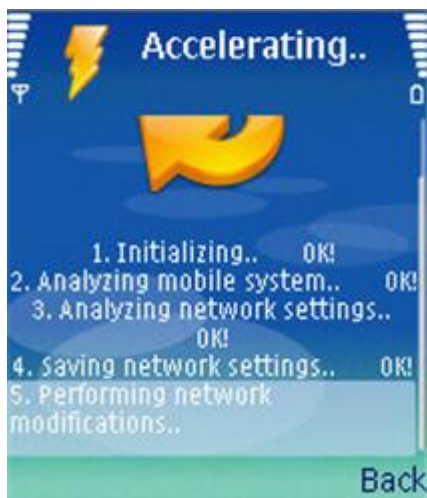 Accelerating..
1. Initializing.. OK!
2. Analyzing mobile system.. OK!
3. Analyzing network settings..
OK!
4. Saving network settings.. OK!
5. Performing network
modifications..
Back